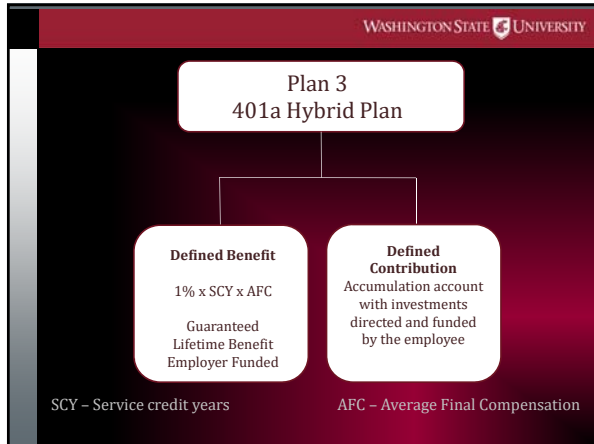 WASHINGTON STATE UNIVERSITY
Plan 3
401a Hybrid Plan
Defined Benefit
1% x SCY x AFC
Guaranteed
Lifetime Benefit
Employer Funded
Defined
Contribution
Accumulation account
with investments
directed and funded
by the employee
SCY – Service credit years
AFC – Average Final Compensation